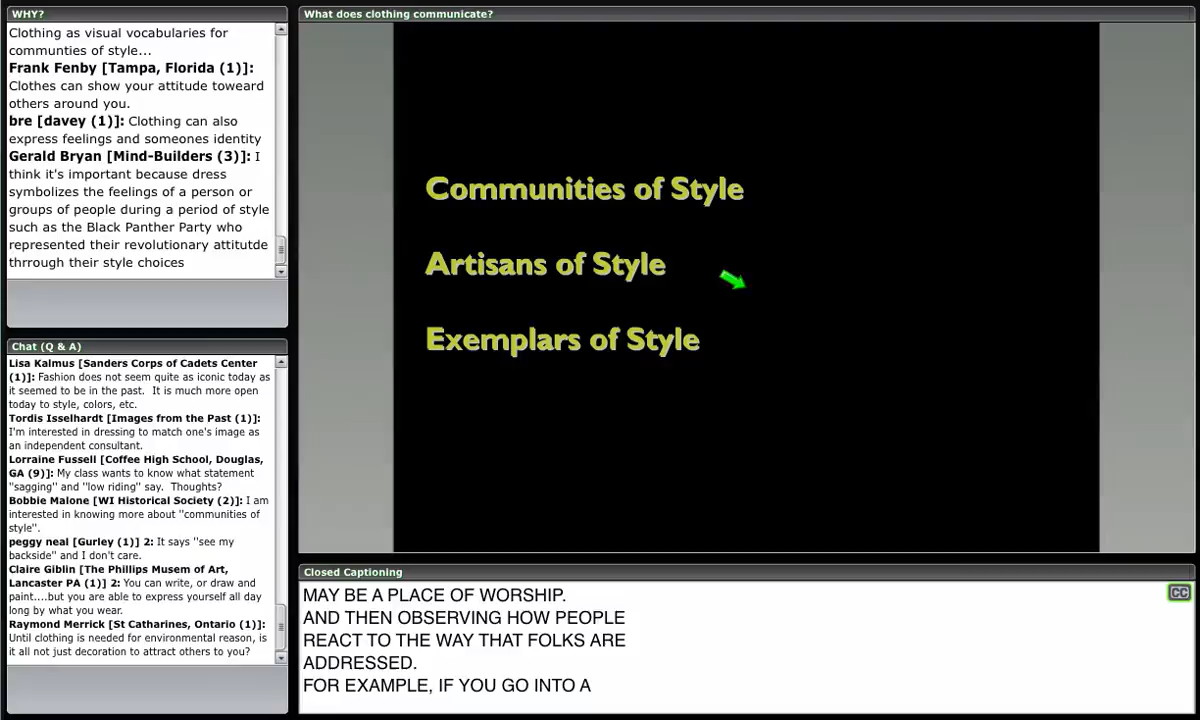 WHY?
Clothing as visual vocabularies for
communties of style...
Frank Fenby [Tampa, Florida (1)]:
Clothes can show your attitude toward
others around you.
bre [davey (1)]: Clothing can also
express feelings and someones identity
Gerald Bryan [Mind-Builders (3)]: I
think it's important because dress
symbolizes the feelings of a person or
groups of people during a period of style
such as the Black Panther Party who
represented their revolutionary attitutde
thrrough their style choices
Chat (Q & A)
Lisa Kalmus [Sanders Corps of Cadets Center
(1)]: Fashion does not seem quite as iconic today as
it seemed to be in the past. It is much more open
today to style, colors, etc.
Tordis Isselhardt [Images from the Past (1)]:
I'm interested in dressing to match one's image as
an independent consultant.
Lorraine Fussell [Coffee High School, Douglas,
GA (9)]: My class wants to know what statement
"sagging" and "low riding" say. Thoughts?
Bobbie Malone [WI Historical Society (2)]: I am
interested in knowing more about "communities of
style".
peggy neal [Gurley (1)] 2: It says "see my
backside" and I don't care.
Claire Giblin [The Phillips Musem of Art,
Lancaster PA (1)] 2: You can write, or draw and
paint....but you are able to express yourself all day
long by what you wear.
Raymond Merrick [St Catharines, Ontario (1)]:
Until clothing is needed for environmental reason, is
it all not just decoration to attract others to you?
What does clothing communicate?
Communities of Style
Artisans of Style
Exemplars of Style
Closed Captioning
CC
MAY BE A PLACE OF WORSHIP.
AND THEN OBSERVING HOW PEOPLE
REACT TO THE WAY THAT FOLKS ARE
ADDRESSED.
FOR EXAMPLE, IF YOU GO INTO A